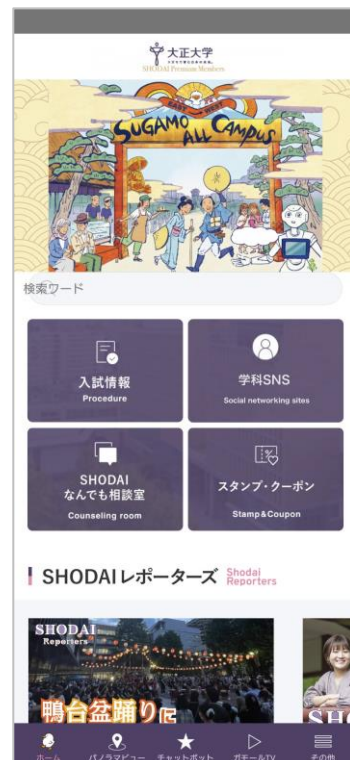 大正大学
SHODAI Premium Members
SUGAMO ALL CAMPUS
検索ワード
入試情報
Procedure
学科SNS
Social networking sites
SHODAI
なんでも相談室
Counseling room
スタンプ・クーポン
Stamp&Coupon
SHODAIレポーターズ
Shodai
Reporters
SHODAI
Reporters
鴨台盆踊り
SHO
ホーム
パノラマビュー
チャットボット
ガモールTV
その他